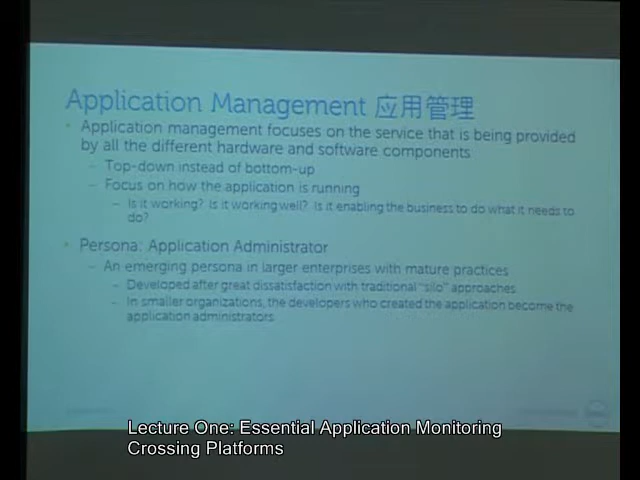 Application Management 应用管理
Application management focuses on the service that is being provided
by all the different hardware and software components
Top-down instead of bottom-up
Focus on how the application is running
Is it working? Is it working well? Is it enabling the business to do what it needs to
do?
Persona: Application Administrator
An emerging persona in larger enterprises with mature practices
Developed after great dissatisfaction with traditional "silo" approaches
In smaller organizations, the developers who created the application become the
application administrators
Lecture One: Essential Application Monitoring
Crossing Platforms